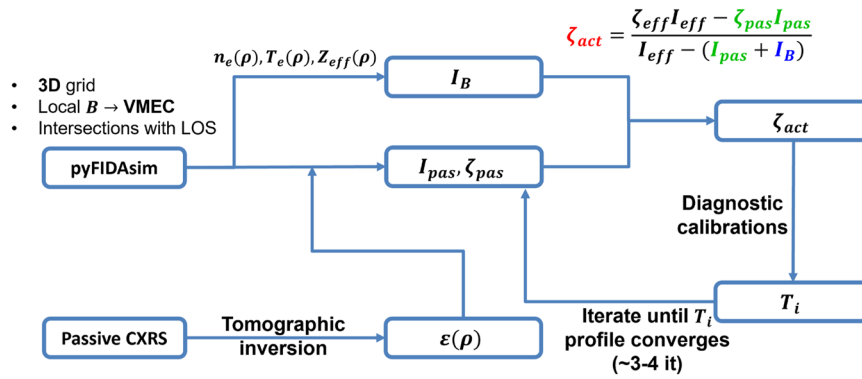 ζ_act = (ζ_eff I_eff − ζ_pas I_pas) / (I_eff − (I_pas + I_B))
n_e(ρ), T_e(ρ), Z_eff(ρ)
• 3D grid
• Local B → VMEC
• Intersections with LOS
I_B
ζ_act
pyFIDAsim
I_pas, ζ_pas
Diagnostic
calibrations
Passive CXRS
Tomographic
inversion
ε(ρ)
Iterate until T_i
profile converges
(~3-4 it)
T_i